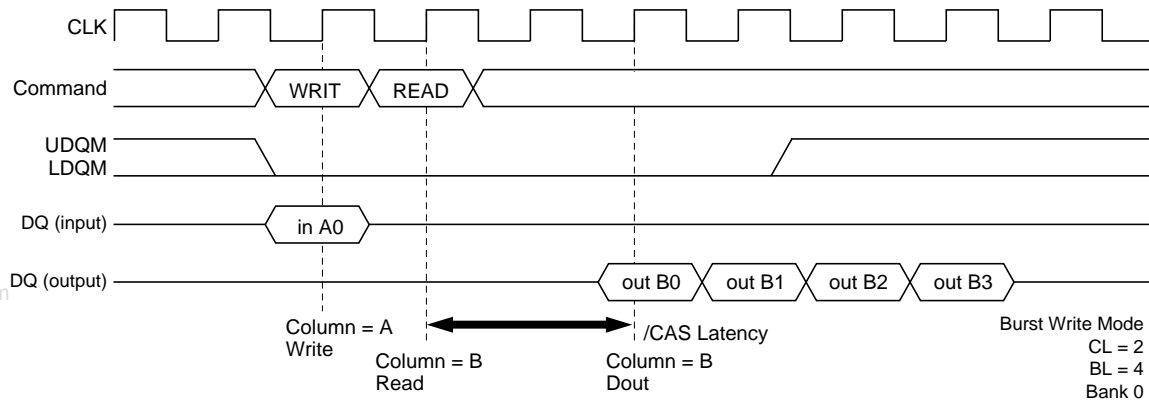 CLK
Command
WRIT
READ
UDQM
LDQM
DQ (input)
in A0
DQ (output)
out B0
out B1
out B2
out B3
n
Column = A
Write
/CAS Latency
Column = B
Read
Column = B
Dout
Burst Write Mode
CL = 2
BL = 4
Bank 0